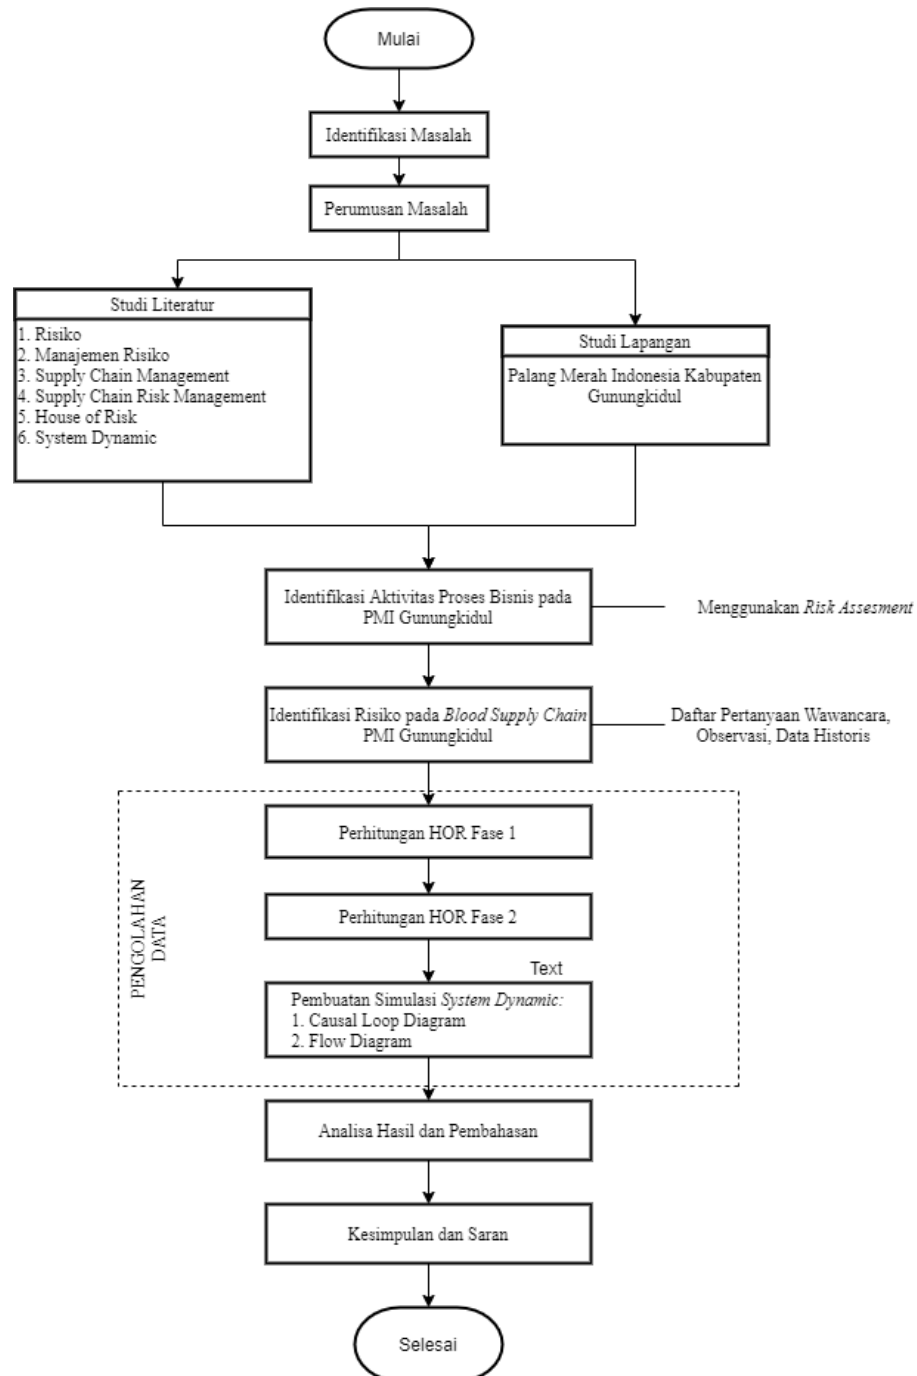 Mulai
Identifikasi Masalah
Perumusan Masalah
Studi Literatur
1. Risiko
2. Manajemen Risiko
3. Supply Chain Management
4. Supply Chain Risk Management
5. House of Risk
6. System Dynamic
Studi Lapangan
Palang Merah Indonesia Kabupaten
Gunungkidul
Identifikasi Aktivitas Proses Bisnis pada
PMI Gunungkidul
Menggunakan Risk Assesment
Identifikasi Risiko pada Blood Supply Chain
PMI Gunungkidul
Daftar Pertanyaan Wawancara,
Observasi, Data Historis
PENGOLAHAN
DATA
Perhitungan HOR Fase 1
Perhitungan HOR Fase 2
Text
Pembuatan Simulasi System Dynamic:
1. Causal Loop Diagram
2. Flow Diagram
Analisa Hasil dan Pembahasan
Kesimpulan dan Saran
Selesai